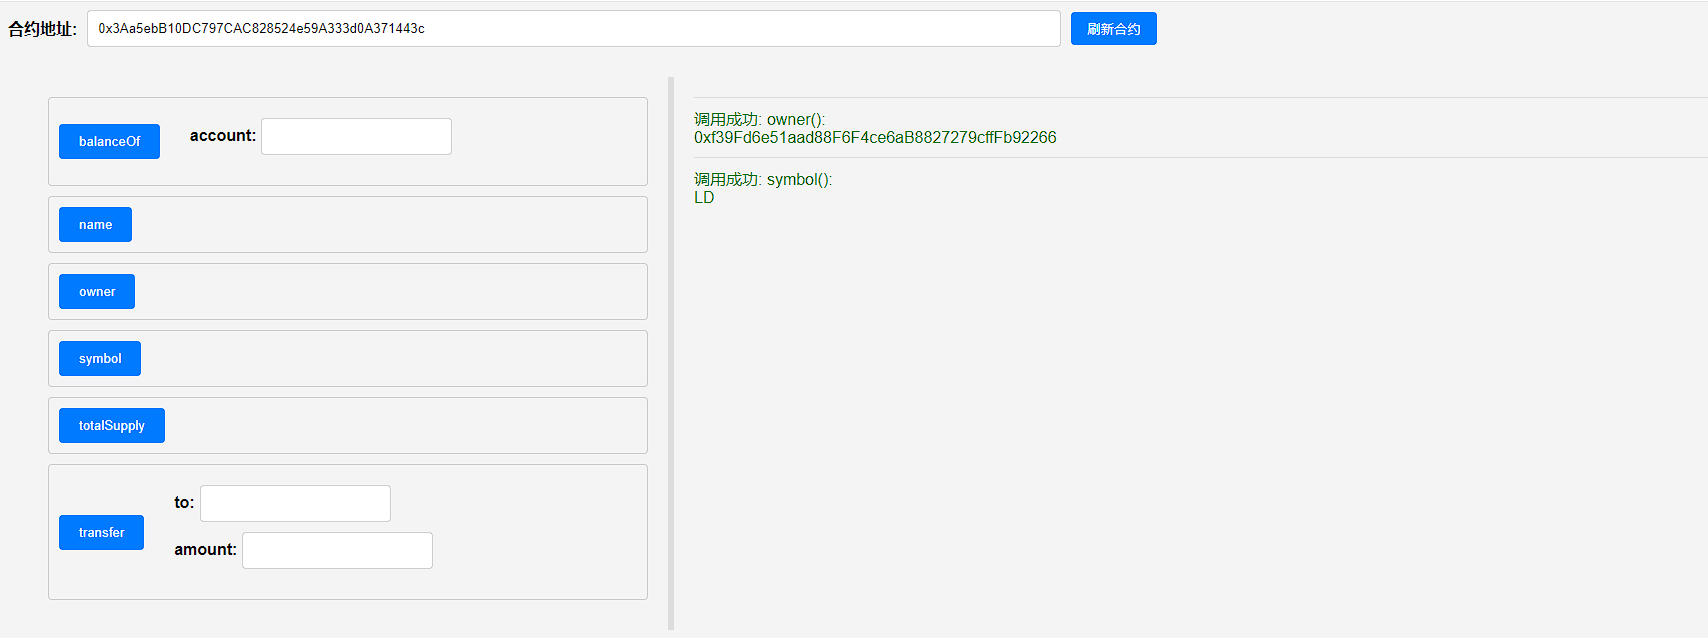 合约地址: 0x3Aa5ebB10DC797CAC828524e59A333d0A371443c 刷新合约
balanceOf account:
name
owner
symbol
totalSupply
to:
transfer
amount:
调用成功: owner():
0xf39Fd6e51aad88F6F4ce6aB8827279cffFb92266
调用成功: symbol():
LD